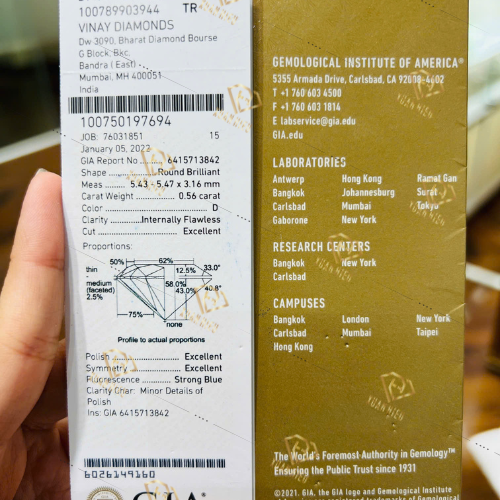 100789903944 TR
VINAY DIAMONDS
Dw 3090, Bharat Diamond Bourse
G Block, Bkc,
Bandra (East)
Mumbai, MH 400051
India
100750197694
JOB: 76031851 15
January 05, 2022
GIA Report No 6415713842
Shape Round Brilliant
Meas 5.43 - 5.47 x 3.16 mm
Carat Weight 0.56 carat
Color D
Clarity Internally Flawless
Cut Excellent
Proportions:
50% 62% 33.0°
thin 12.5%
medium 58.0% 40.8°
(faceted) 43.0%
2.5%
75%
none
Profile to actual proportions
Polish Excellent
Symmetry Excellent
Fluorescence Strong Blue
Clarity Char: Minor Details of
Polish
Ins: GIA 6415713842
6026149160
GIA
GEMOLOGICAL INSTITUTE OF AMERICA®
5355 Armada Drive, Carlsbad, CA 92008-4602
T +1 760 603 4500
F +1 760 603 1814
E labservice@gia.edu
GIA.edu
LABORATORIES
Antwerp Hong Kong Ramat Gan
Bangkok Johannesburg Surat
Carlsbad Mumbai Tokyo
Gaborone New York
RESEARCH CENTERS
Bangkok New York
Carlsbad
CAMPUSES
Bangkok London New York
Carlsbad Mumbai Taipei
Hong Kong
The World's Foremost Authority in Gemology™
Ensuring the Public Trust since 1931
©2021. GIA, the GIA logo and Gemological Institute